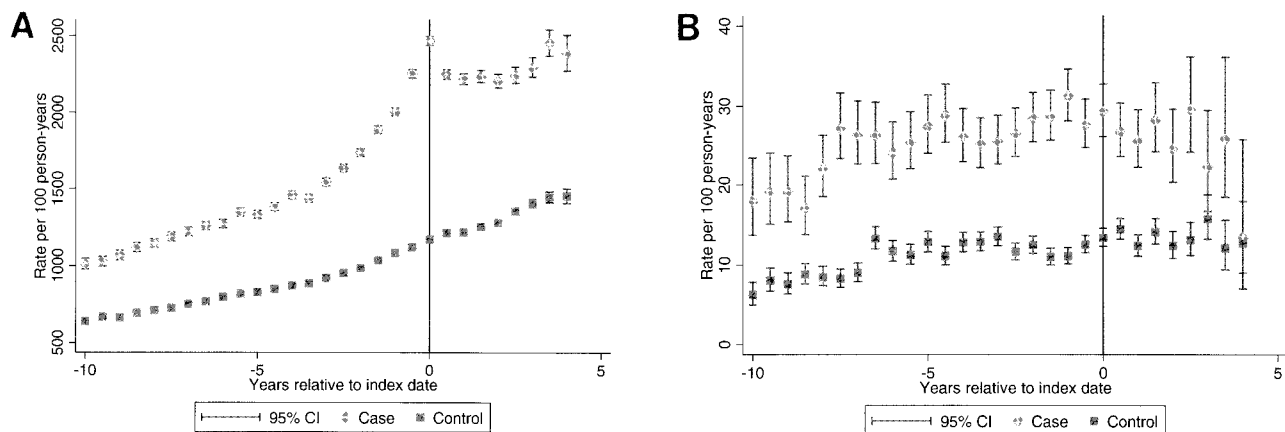 A
Rate per 100 person-years
2500
2000
1500
1000
500
-10
-5
0
5
Years relative to index date
95% CI
Case
Control
B
Rate per 100 person-years
40
30
20
10
0
-10
-5
0
5
Years relative to index date
95% CI
Case
Control